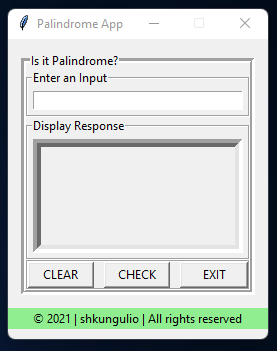 Palindrome App
Is it Palindrome?
Enter an Input
Display Response
CLEAR CHECK EXIT
© 2021 | shkungulio | All rights reserved